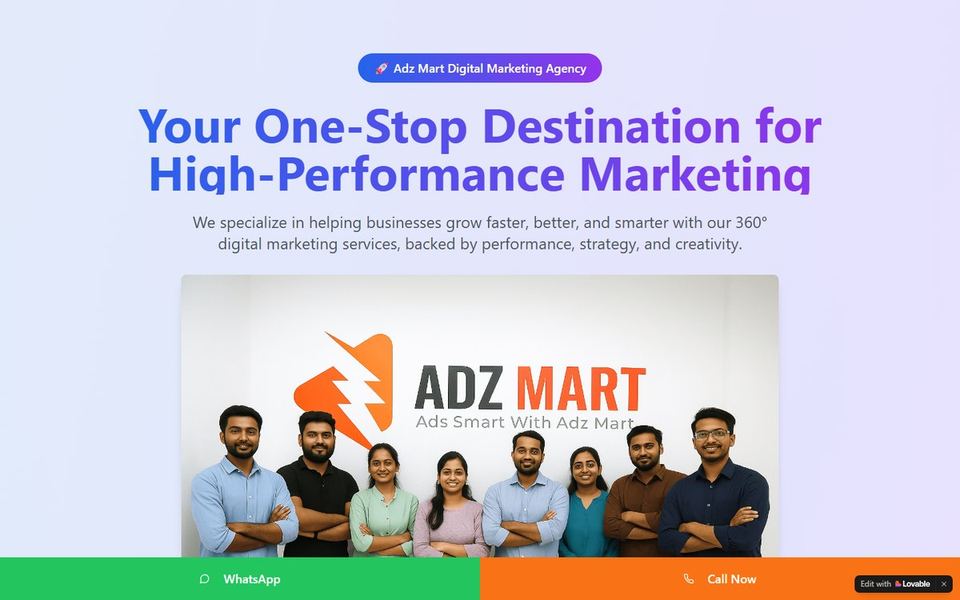 🚀 Adz Mart Digital Marketing Agency
Your One-Stop Destination for
High-Performance Marketing
We specialize in helping businesses grow faster, better, and smarter with our 360°
digital marketing services, backed by performance, strategy, and creativity.
ADZ MART
Ads Smart With Adz Mart
WhatsApp
Call Now
Edit with Lovable ×